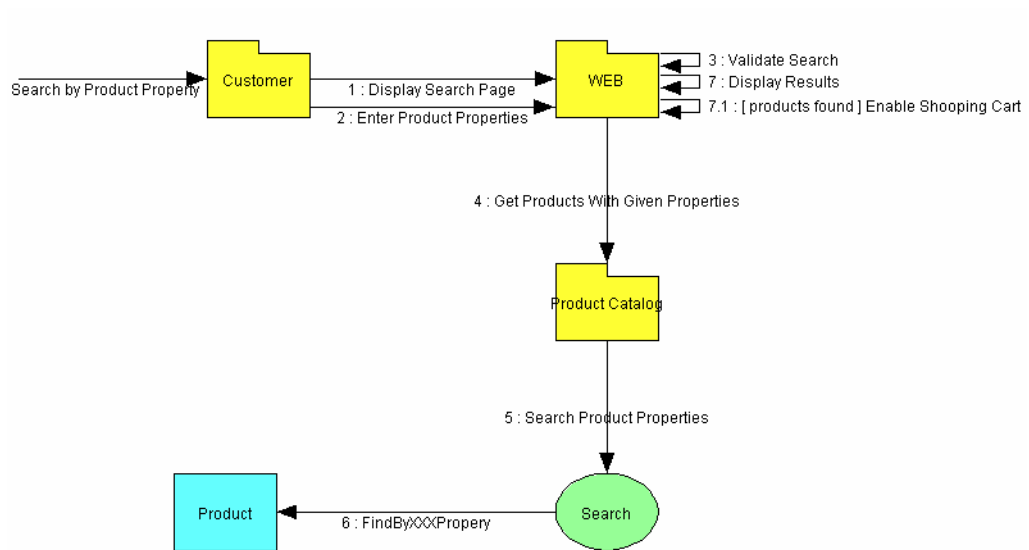 Search by Product Property
Customer
1 : Display Search Page
2 : Enter Product Properties
WEB
3 : Validate Search
7 : Display Results
7.1 : [ products found ] Enable Shooping Cart
4 : Get Products With Given Properties
Product Catalog
5 : Search Product Properties
Product
6 : FindByXXXPropery
Search